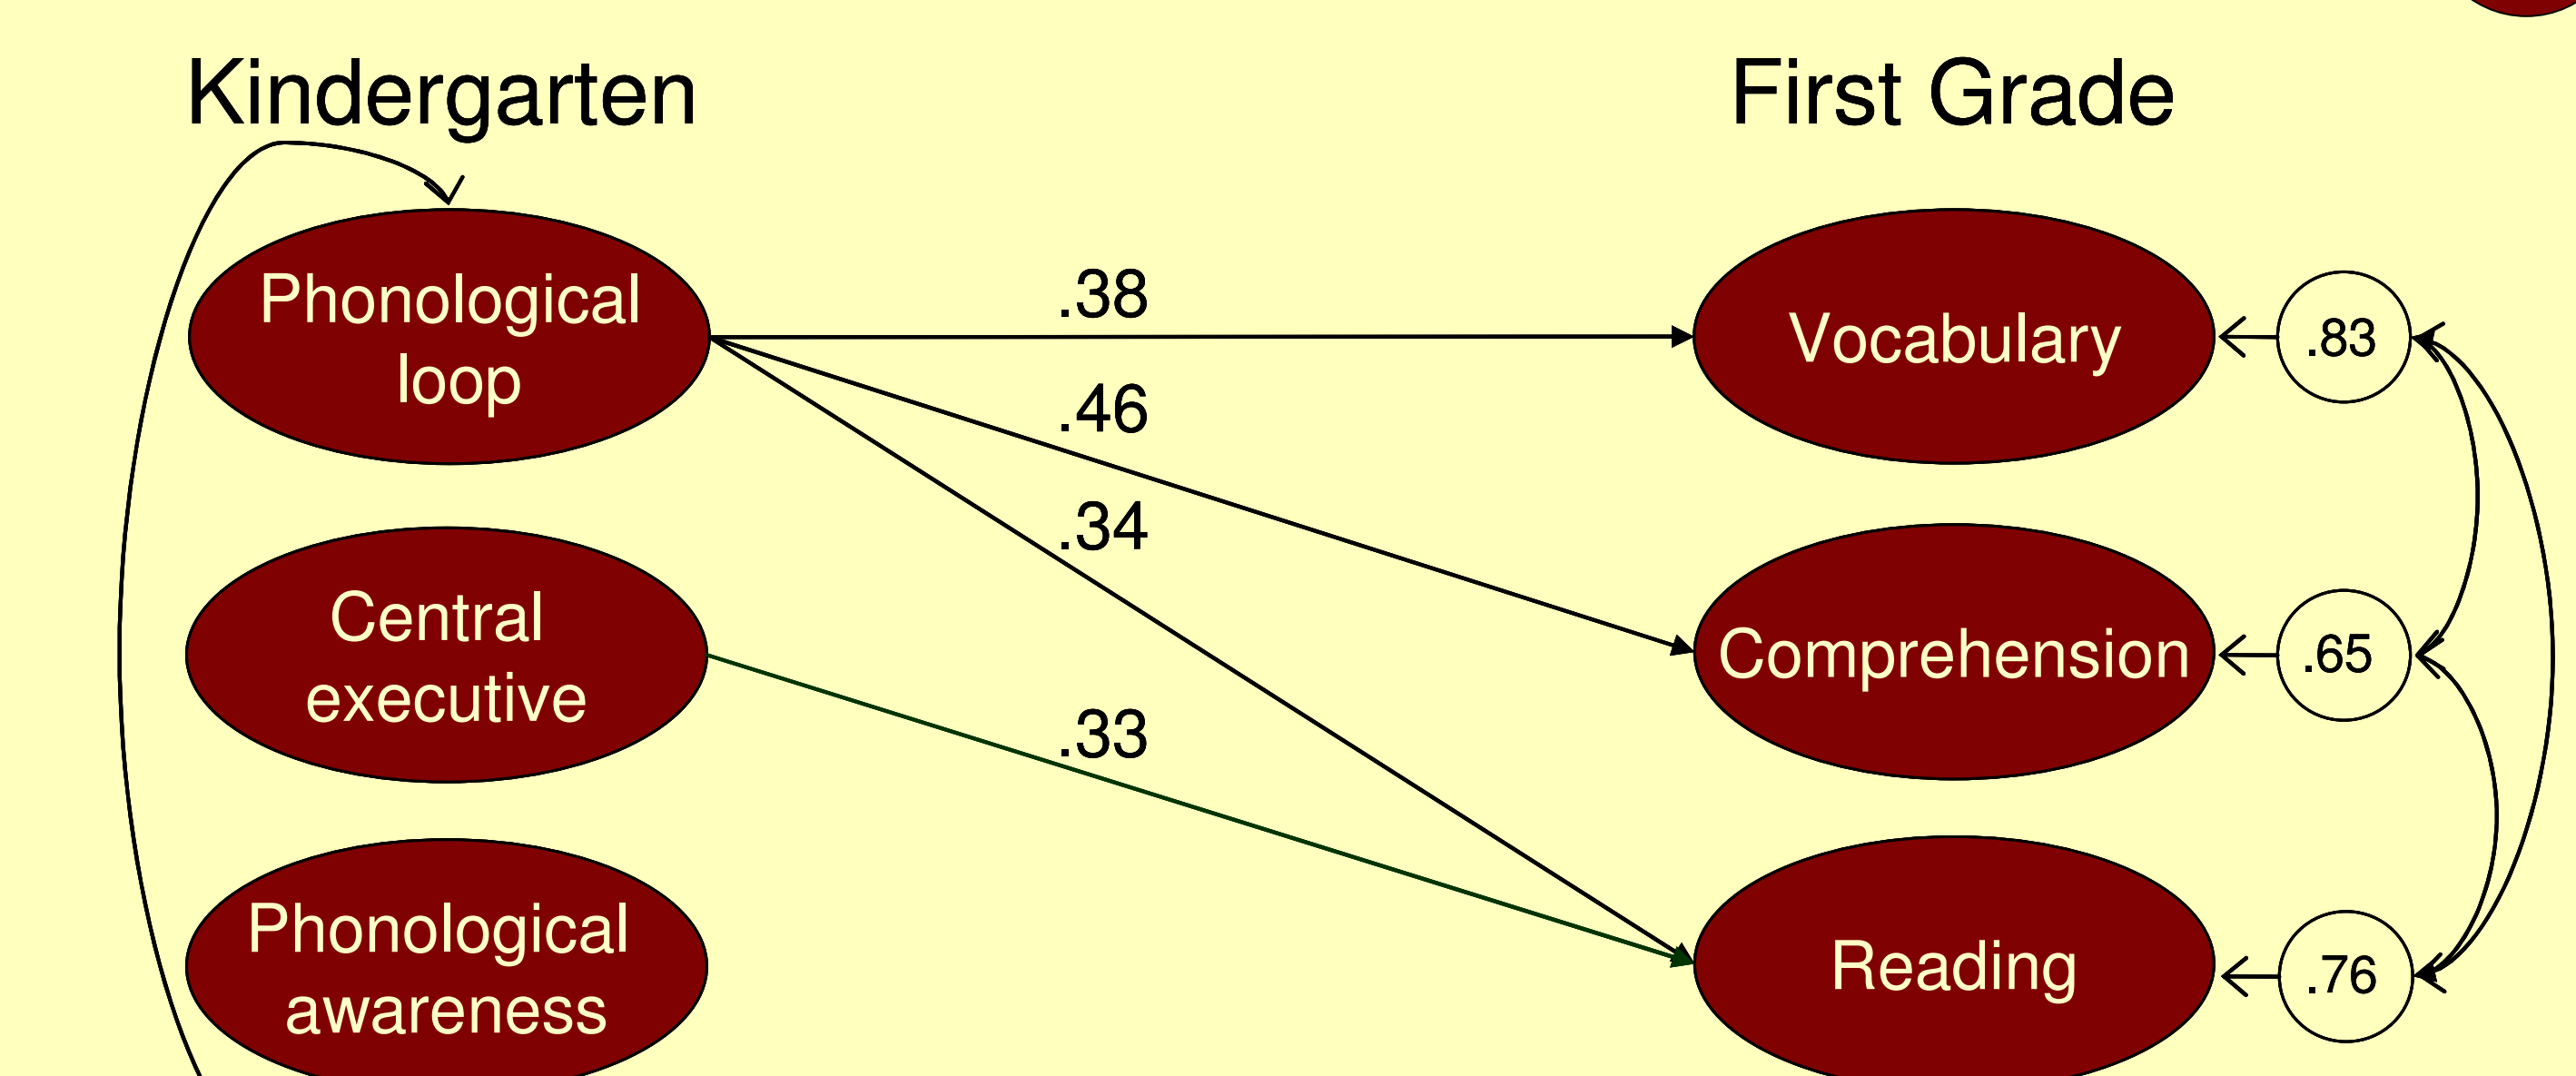 Kindergarten
First Grade
Phonological
loop
.38
.46
.34
Vocabulary
.83
Central
executive
.33
Comprehension
.65
Phonological
awareness
Reading
.76